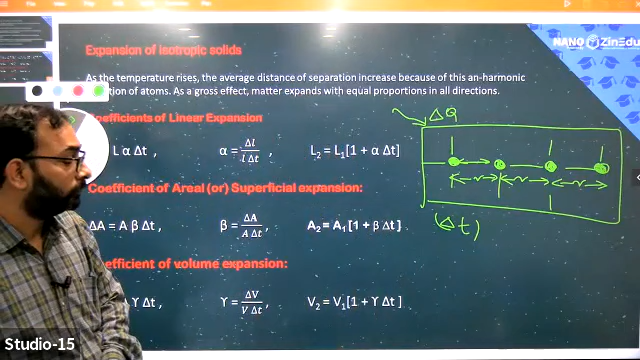 NANO ZinEdu
Expansion of isotropic solids
As the temperature rises, the average distance of separation increase because of this an-harmonic
of atoms. As a gross effect, matter expands with equal proportions in all directions.
oefficients of Linear Expansion
L α Δt α = Δl / l Δt L₂ = L₁[1 + α Δt]
Coefficient of Areal (or) Superficial expansion:
ΔA = A β Δt β = ΔA / A Δt A₂ = A₁ [1 + β Δt]
oefficient of volume expansion:
ϒ Δt ϒ = ΔV / V Δt V₂ = V₁[1 + ϒ Δt]
ΔQ
r r r
(Δt)
Studio-15